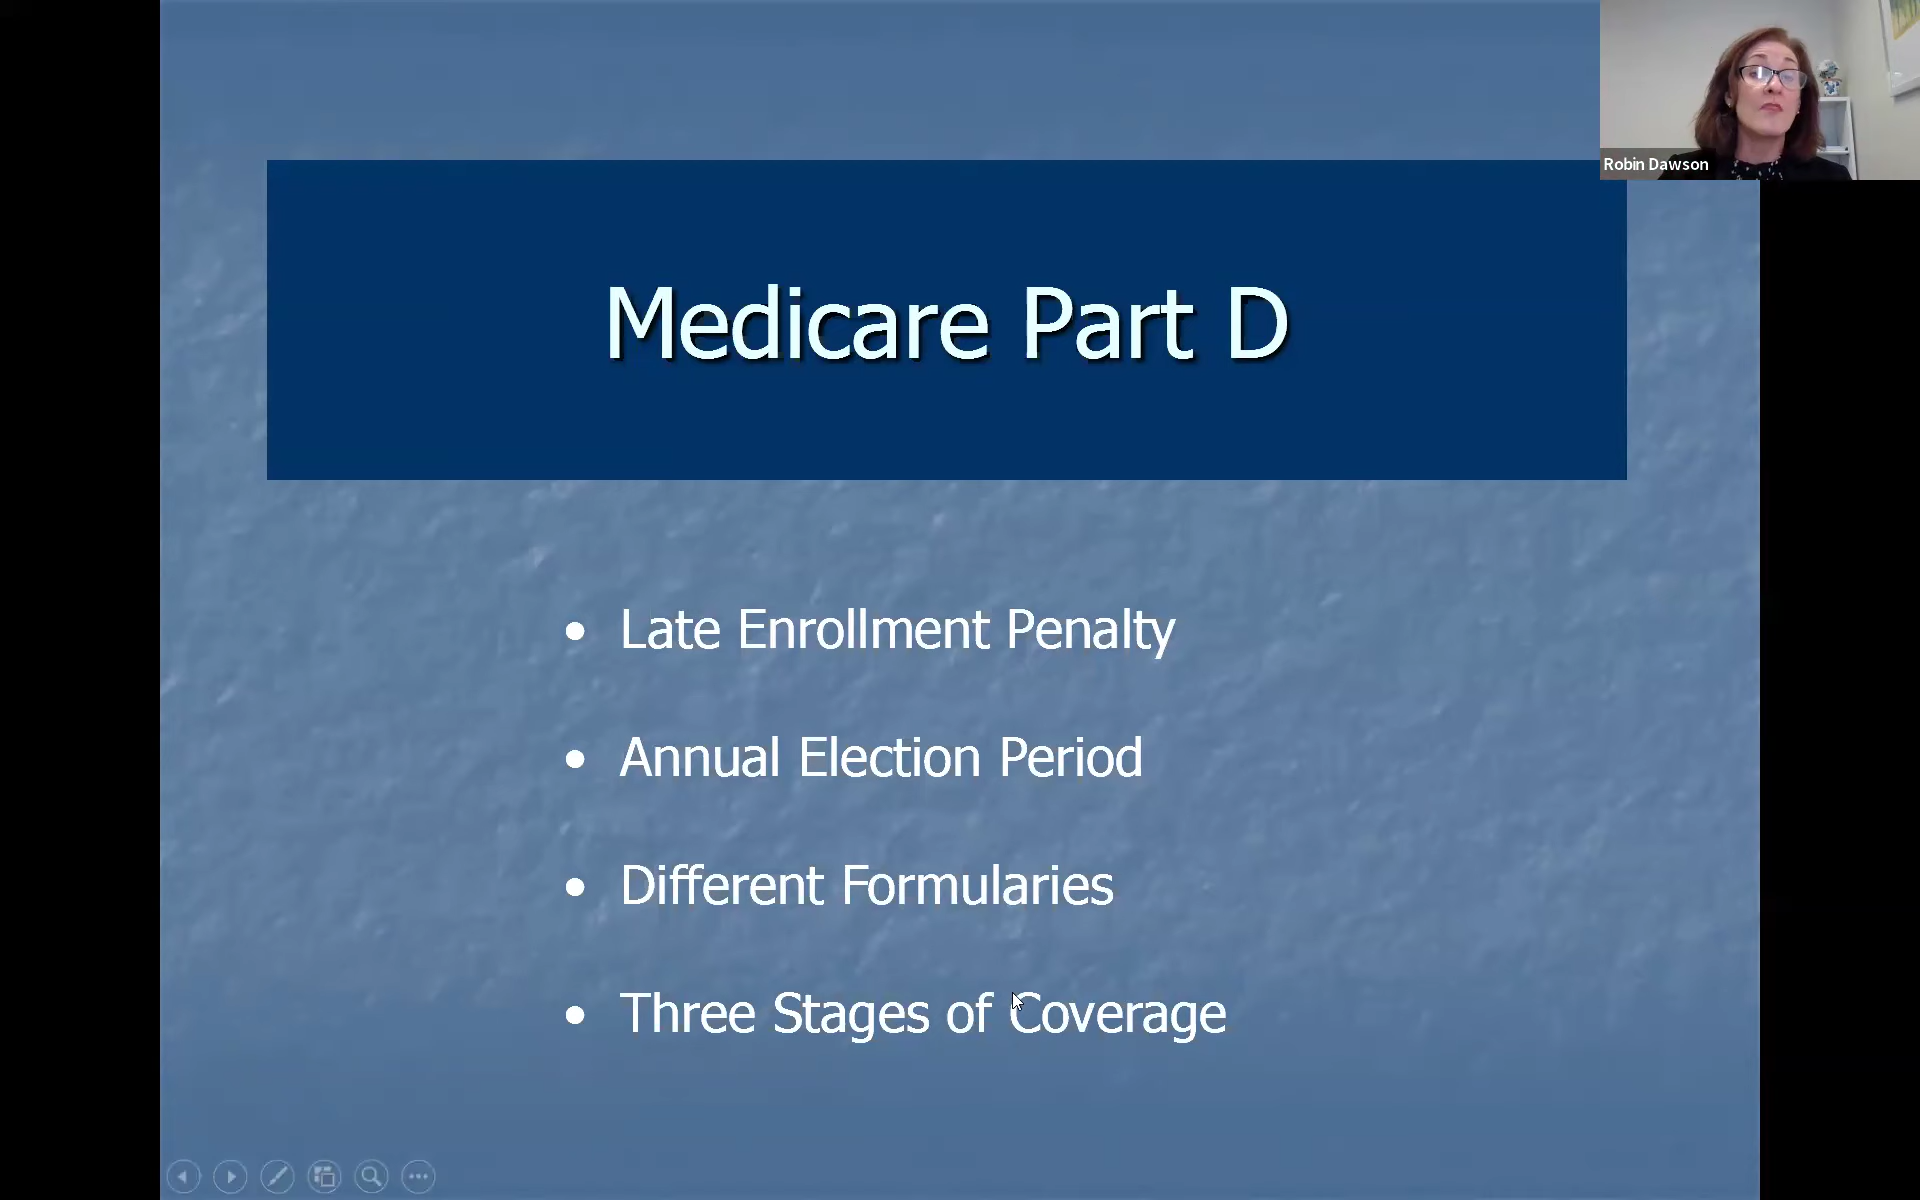 Robin Dawson
Medicare Part D
• Late Enrollment Penalty
• Annual Election Period
• Different Formularies
• Three Stages of Coverage